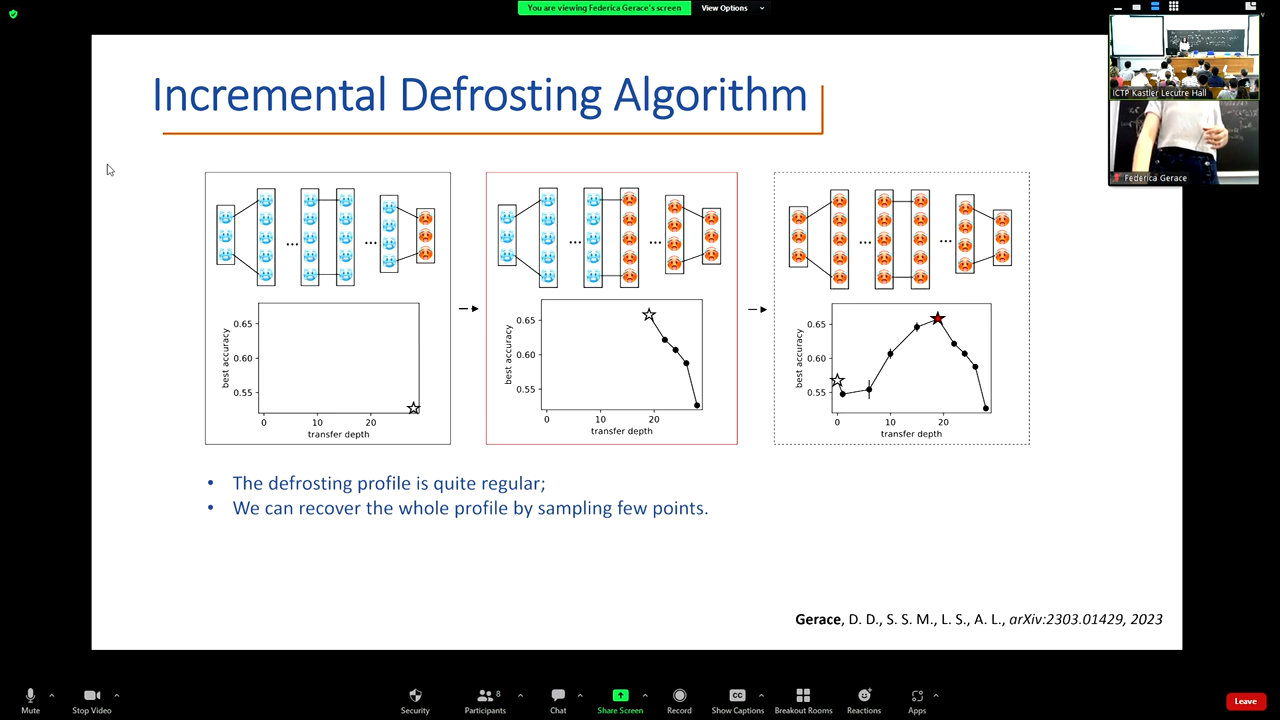 You are viewing Federica Gerace's screen
View Options
ICTP Kastler Lecutre Hall
Federica Gerace
Incremental Defrosting Algorithm
...
...
...
...
...
...
best accuracy
0.65
0.60
0.55
0
10
20
transfer depth
best accuracy
0.65
0.60
0.55
0
10
20
transfer depth
best accuracy
0.65
0.60
0.55
0
10
20
transfer depth
• The defrosting profile is quite regular;
• We can recover the whole profile by sampling few points.
Gerace, D. D., S. S. M., L. S., A. L., arXiv:2303.01429, 2023
Mute
Stop Video
Security
Participants
8
Chat
Share Screen
Record
Show Captions
Breakout Rooms
Reactions
Apps
Leave